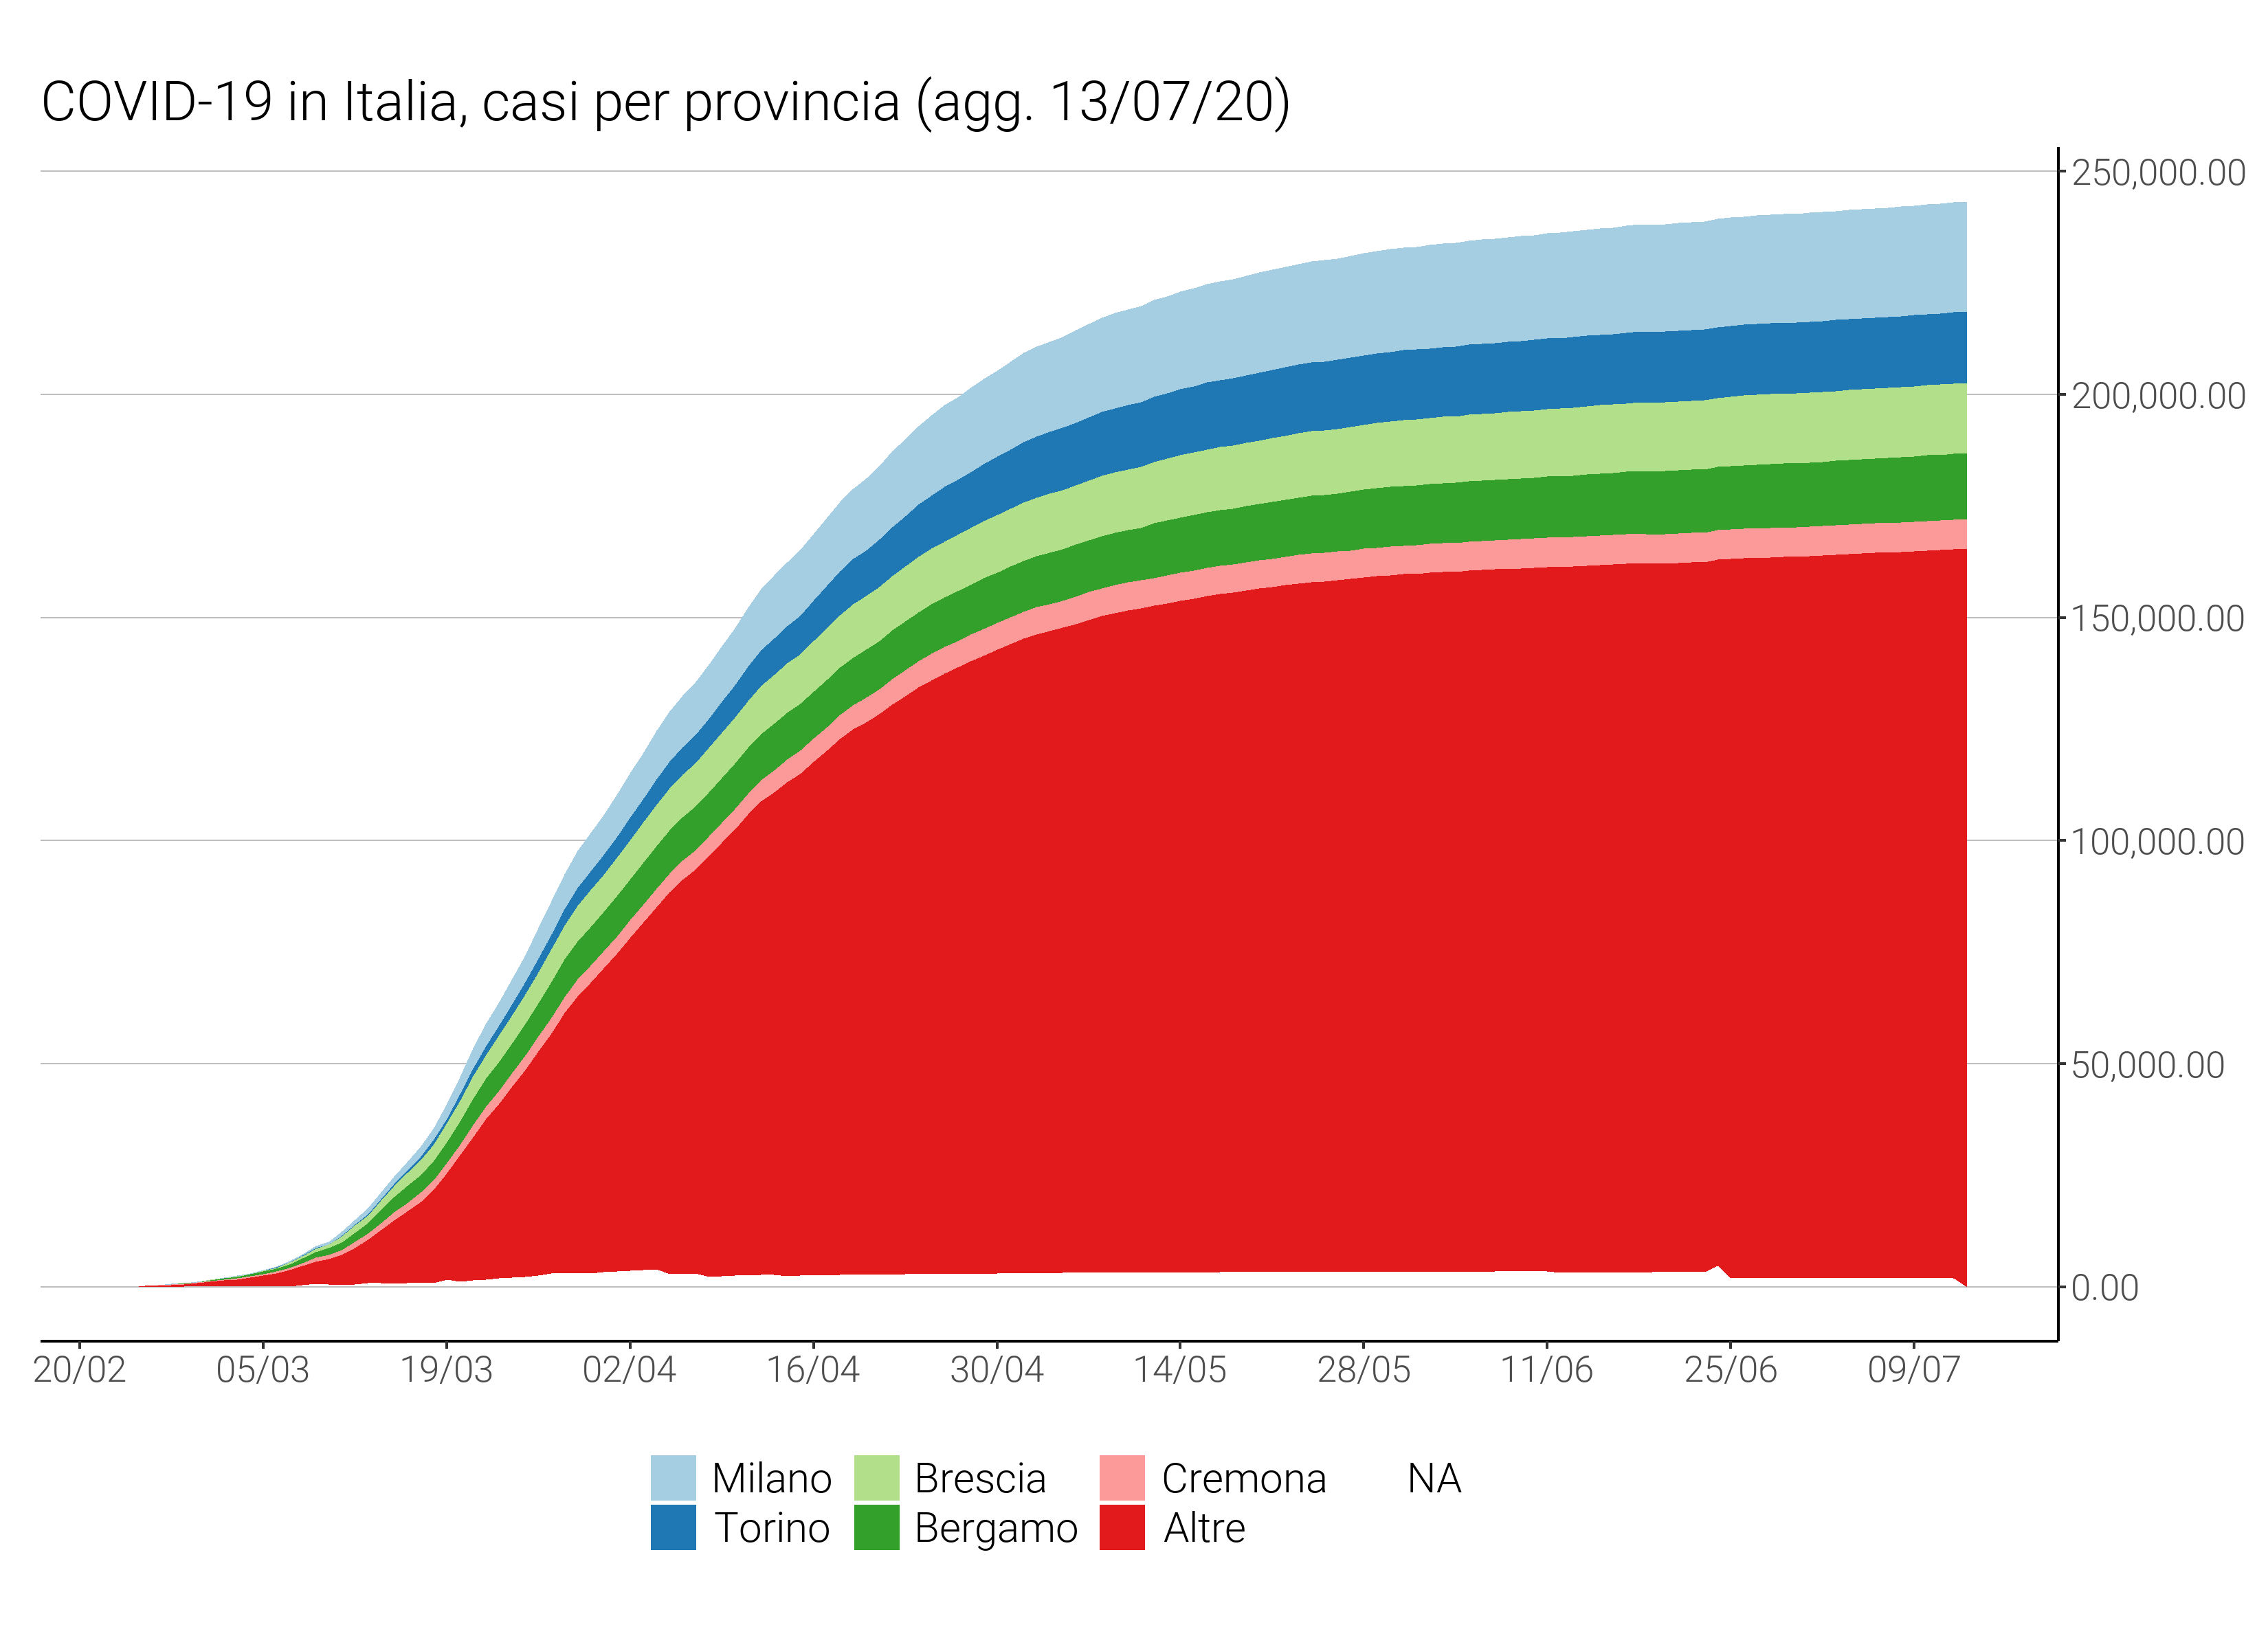 COVID-19 in Italia, casi per provincia (agg. 13/07/20)
250,000.00
200,000.00
150,000.00
100,000.00
50,000.00
0.00
20/02 05/03 19/03 02/04 16/04 30/04 14/05 28/05 11/06 25/06 09/07
Milano Brescia Cremona NA
Torino Bergamo Altre